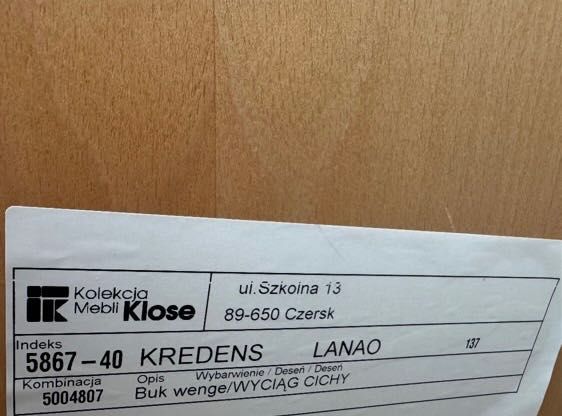 Kolekcja
Mebli Klose
ul.Szkolna 13
89-650 Czersk
Indeks
5867-40 KREDENS LANAO 137
Kombinacja Opis Wybarwienie / Deseń / Deseń
5004807 Buk wenge/WYCIĄG CICHY